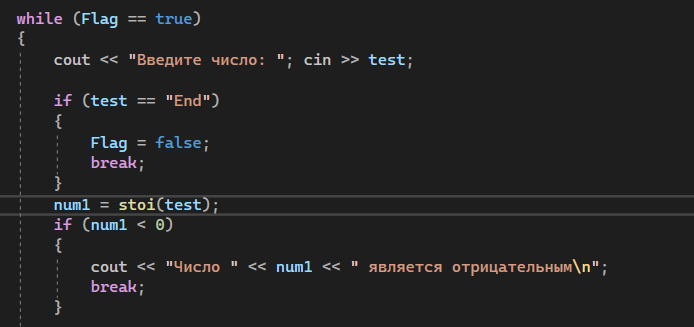 while (Flag == true)
{
cout << "Введите число: "; cin >> test;
if (test == "End")
{
Flag = false;
break;
}
num1 = stoi(test);
if (num1 < 0)
{
cout << "Число " << num1 << " является отрицательным\n";
break;
}